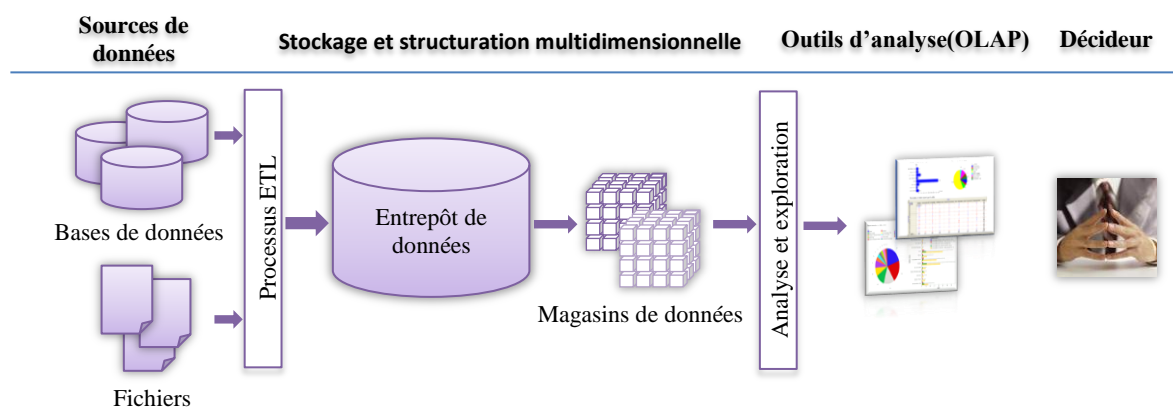 Sources de
données
Stockage et structuration multidimensionnelle
Outils d’analyse(OLAP)
Décideur
Bases de données
Fichiers
Processus ETL
Entrepôt de
données
Magasins de données
Analyse et exploration